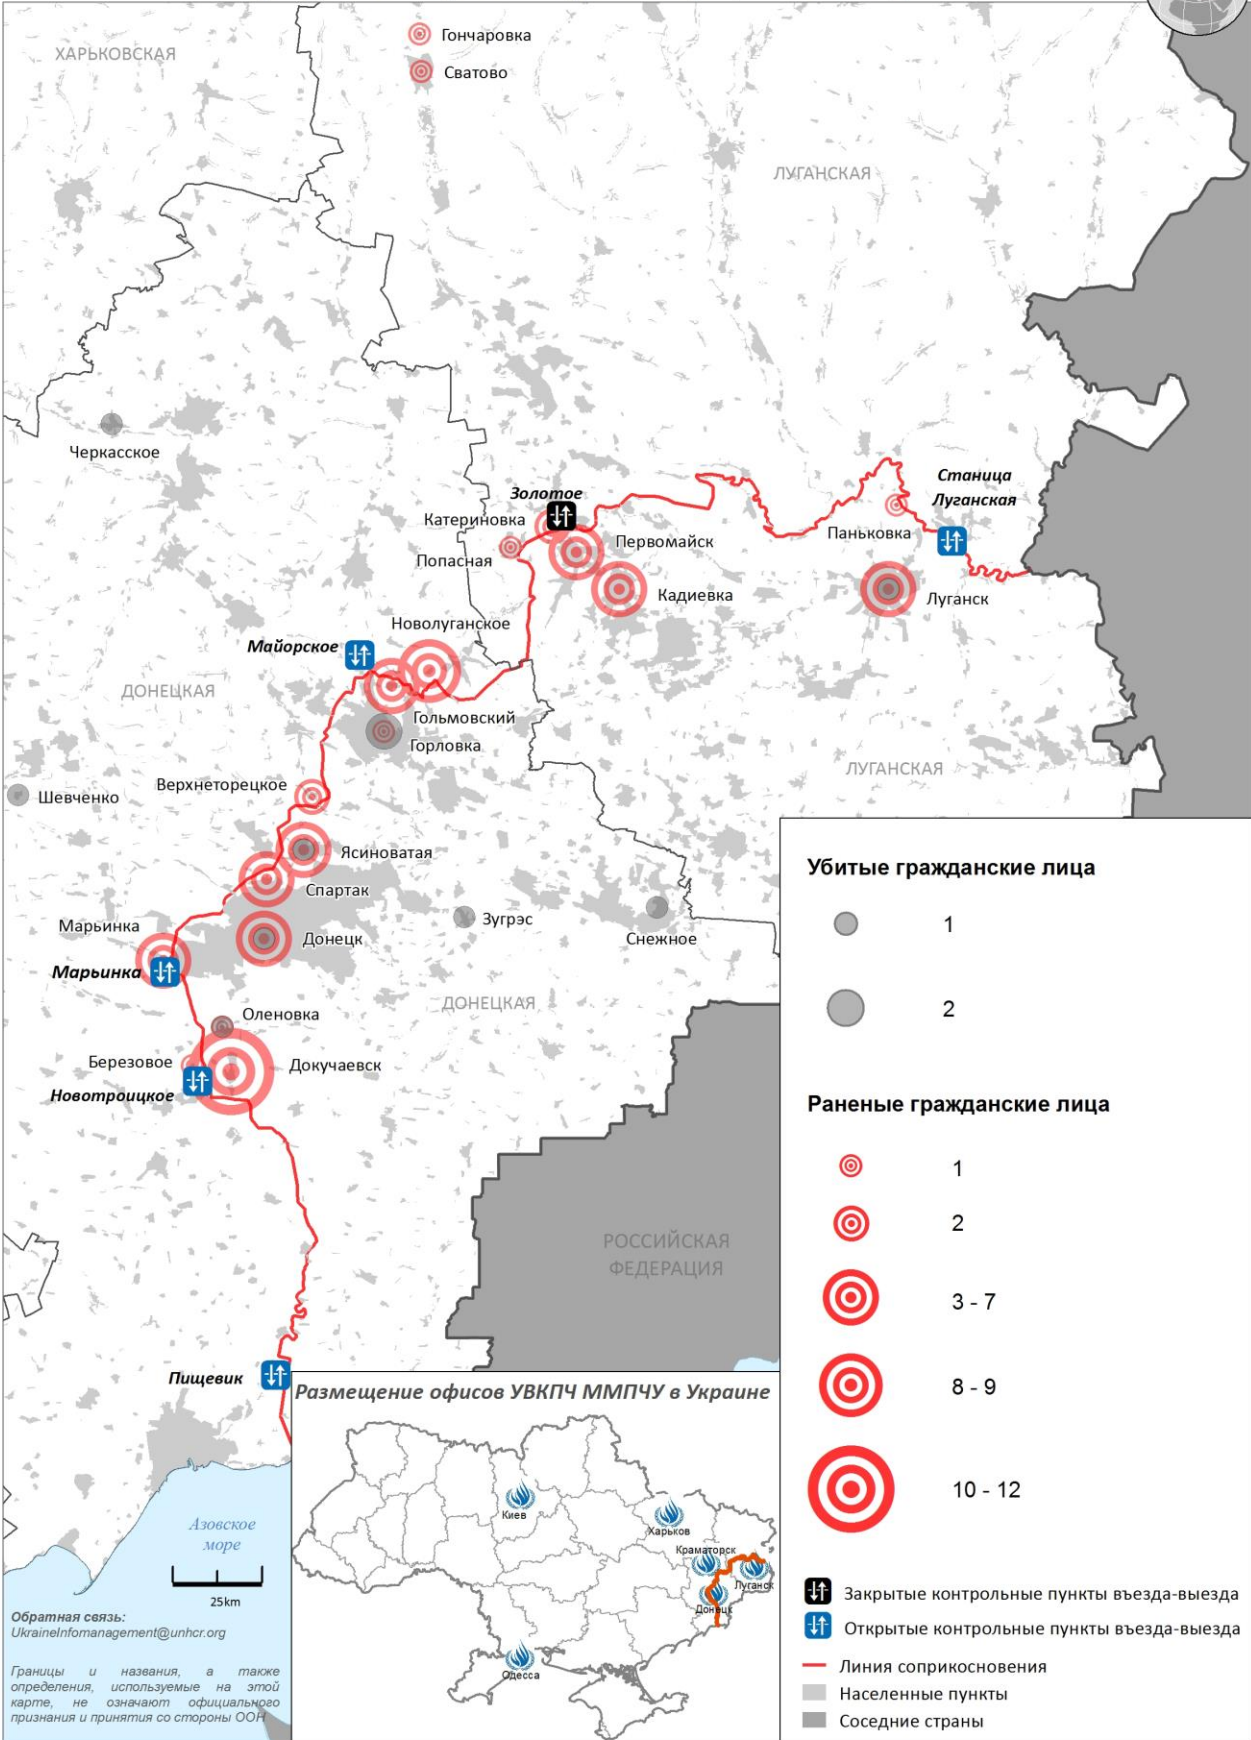 Гончаровка
ХАРЬКОВСКАЯ
Сватово
ЛУГАНСКАЯ
Черкасское
Станица
Луганская
Золотое
Катериновка
Паньковка
Первомайск
Попасная
Кадиевка
Луганск
Новолуганское
Майорское
ДОНЕЦКАЯ
Гольмовский
Горловка
ЛУГАНСКАЯ
Верхнеторецкое
Шевченко
Ясиноватая
Спартак
Зугрэс
Марьинка
Донецк
Снежное
Марьинка
ДОНЕЦКАЯ
Оленовка
Березовое
Докучаевск
Новотроицкое
РОССИЙСКАЯ
ФЕДЕРАЦИЯ
Пищевик
Азовское
море
25km
Обратная связь:
UkraineInfomanagement@unhcr.org
Границы и названия, а также
определения, используемые на этой
карте, не означают официального
признания и принятия со стороны ООН
Размещение офисов УВКПЧ ММПЧУ в Украине
Киев
Харьков
Краматорск
Луганск
Донецк
Одесса
Убитые гражданские лица
1
2
Раненые гражданские лица
1
2
3 - 7
8 - 9
10 - 12
Закрытые контрольные пункты въезда-выезда
Открытые контрольные пункты въезда-выезда
Линия соприкосновения
Населенные пункты
Соседние страны